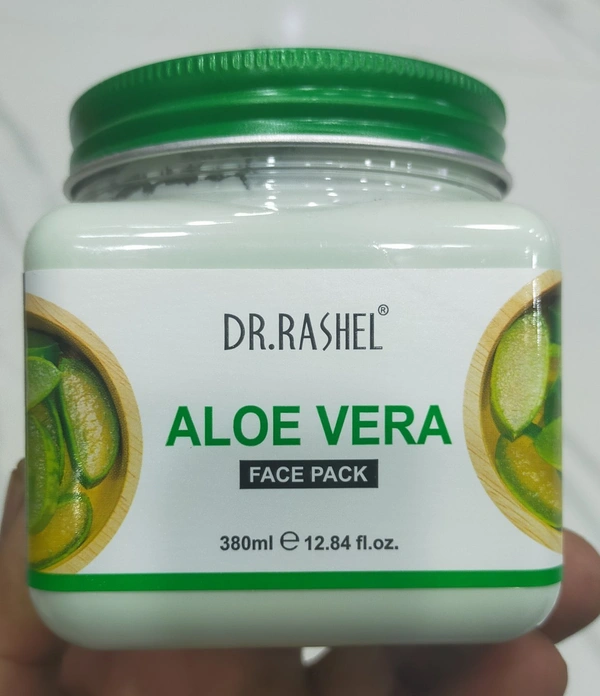 DR.RASHEL®
ALOE VERA
FACE PACK
380ml ℮ 12.84 fl.oz.